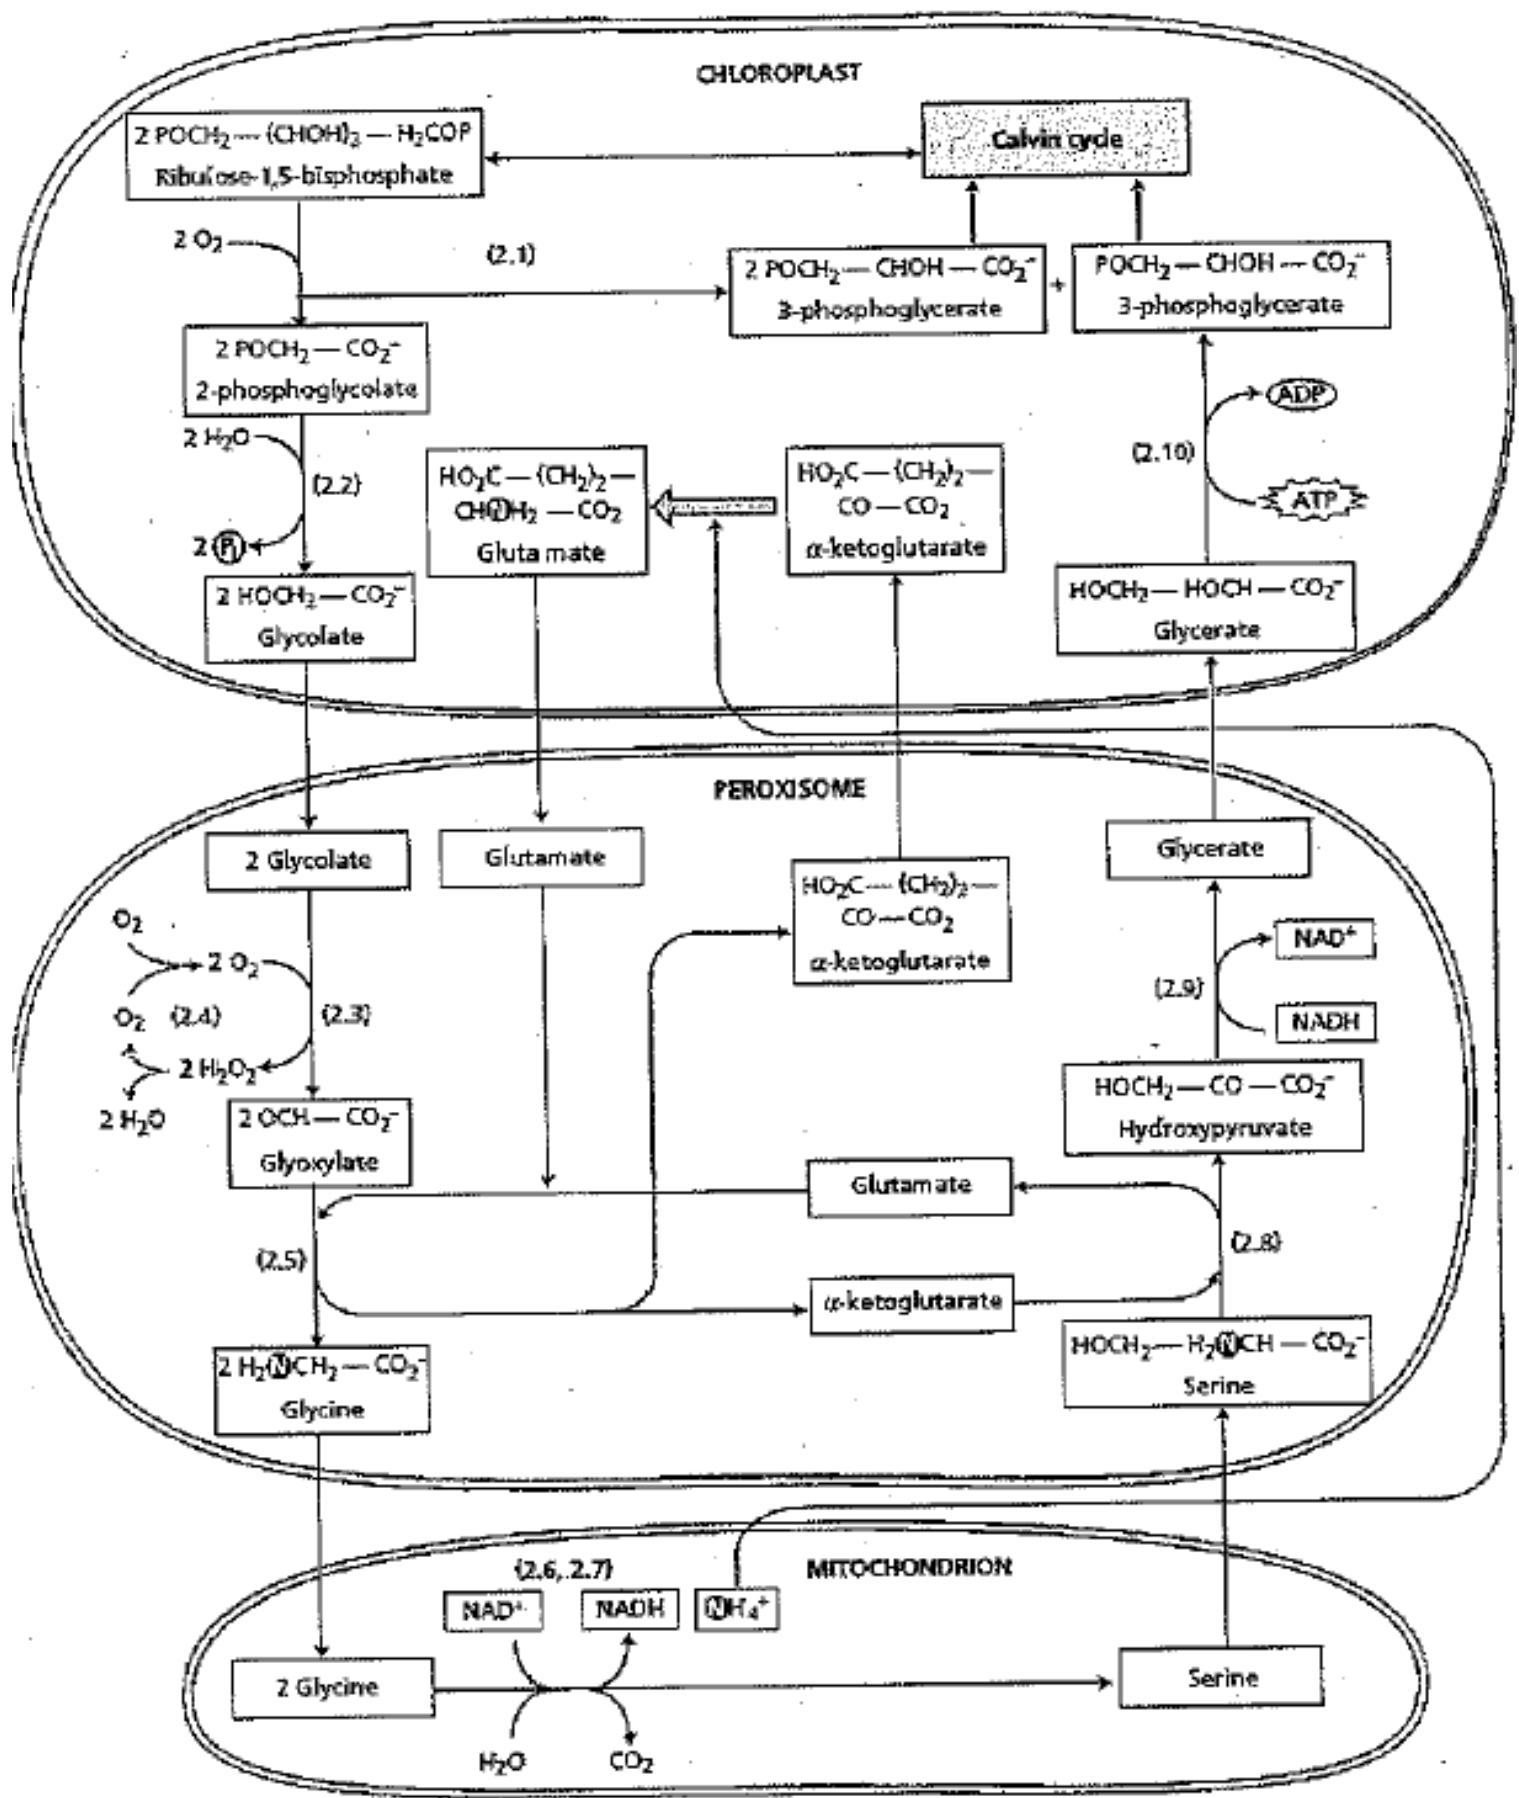 CHLOROPLAST
2 POCH₂ — (CHOH)₃ — H₂COP
Ribulose-1,5-bisphosphate
Calvin cycle
2 O₂
(2.1)
2 POCH₂ — CHOH — CO₂⁻
3-phosphoglycerate
+
POCH₂ — CHOH — CO₂⁻
3-phosphoglycerate
2 POCH₂ — CO₂⁻
2-phosphoglycolate
2 H₂O
(2.2)
2 Pi
HO₂C — (CH₂)₂ —
CHNH₂ — CO₂
Glutamate
HO₂C — (CH₂)₂ —
CO — CO₂
α-ketoglutarate
ADP
(2.10)
ATP
2 HOCH₂ — CO₂⁻
Glycolate
HOCH₂ — HOCH — CO₂⁻
Glycerate
PEROXISOME
2 Glycolate
Glutamate
HO₂C — (CH₂)₂ —
CO — CO₂
α-ketoglutarate
Glycerate
O₂
2 O₂
O₂
(2.4)
(2.3)
2 H₂O₂
2 H₂O
NAD⁺
(2.9)
NADH
2 OCH — CO₂⁻
Glyoxylate
HOCH₂ — CO — CO₂⁻
Hydroxypyruvate
Glutamate
(2.5)
(2.8)
α-ketoglutarate
2 H₂NCH₂ — CO₂⁻
Glycine
HOCH₂ — H₂NCH — CO₂⁻
Serine
MITOCHONDRION
(2.6, 2.7)
NAD⁺
NADH
NH₄⁺
2 Glycine
Serine
H₂O
CO₂